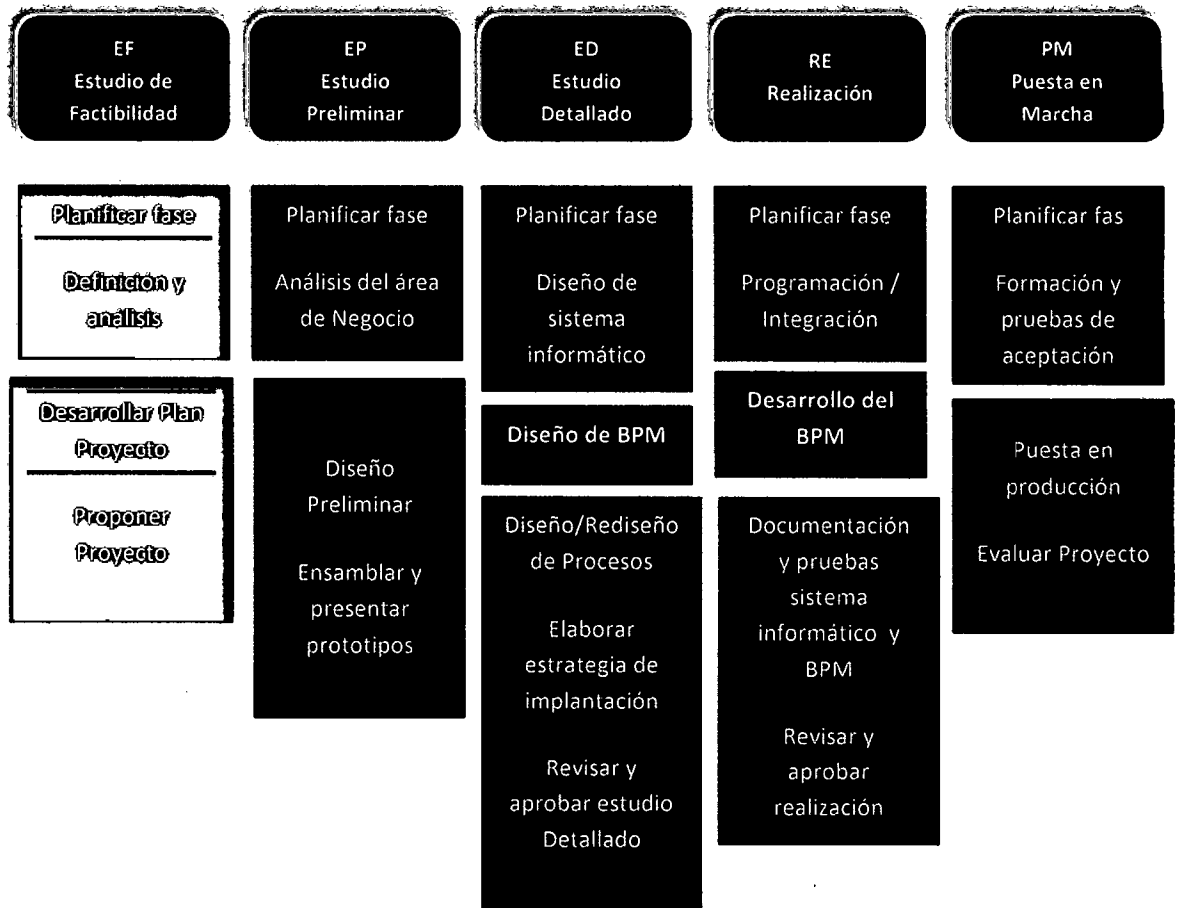 EF
Estudio de
Factibilidad
EP
Estudio
Preliminar
ED
Estudio
Detallado
RE
Realización
PM
Puesta en
Marcha
Planificar fase
Definición y
análisis
Desarrollar Plan
Proyecto
Proponer
Proyecto
Planificar fase
Análisis del área
de Negocio
Diseño
Preliminar
Ensamblar y
presentar
prototipos
Planificar fase
Diseño de
sistema
informático
Diseño de BPM
Diseño/Rediseño
de Procesos
Elaborar
estrategia de
implantación
Revisar y
aprobar estudio
Detallado
Planificar fase
Programación /
Integración
Desarrollo del
BPM
Documentación
y pruebas
sistema
informático y
BPM
Revisar y
aprobar
realización
Planificar fas
Formación y
pruebas de
aceptación
Puesta en
producción
Evaluar Proyecto